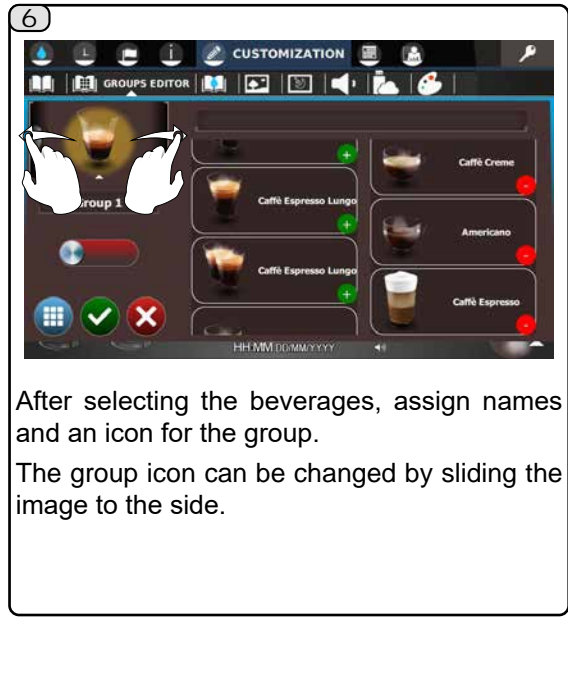 6
CUSTOMIZATION
GROUPS EDITOR
Caffè Creme
Group 1
Caffè Espresso Lungo
Americano
Caffè Espresso Lungo
Caffè Espresso
HH:MM DD/MM/YYYY
After selecting the beverages, assign names
and an icon for the group.
The group icon can be changed by sliding the
image to the side.